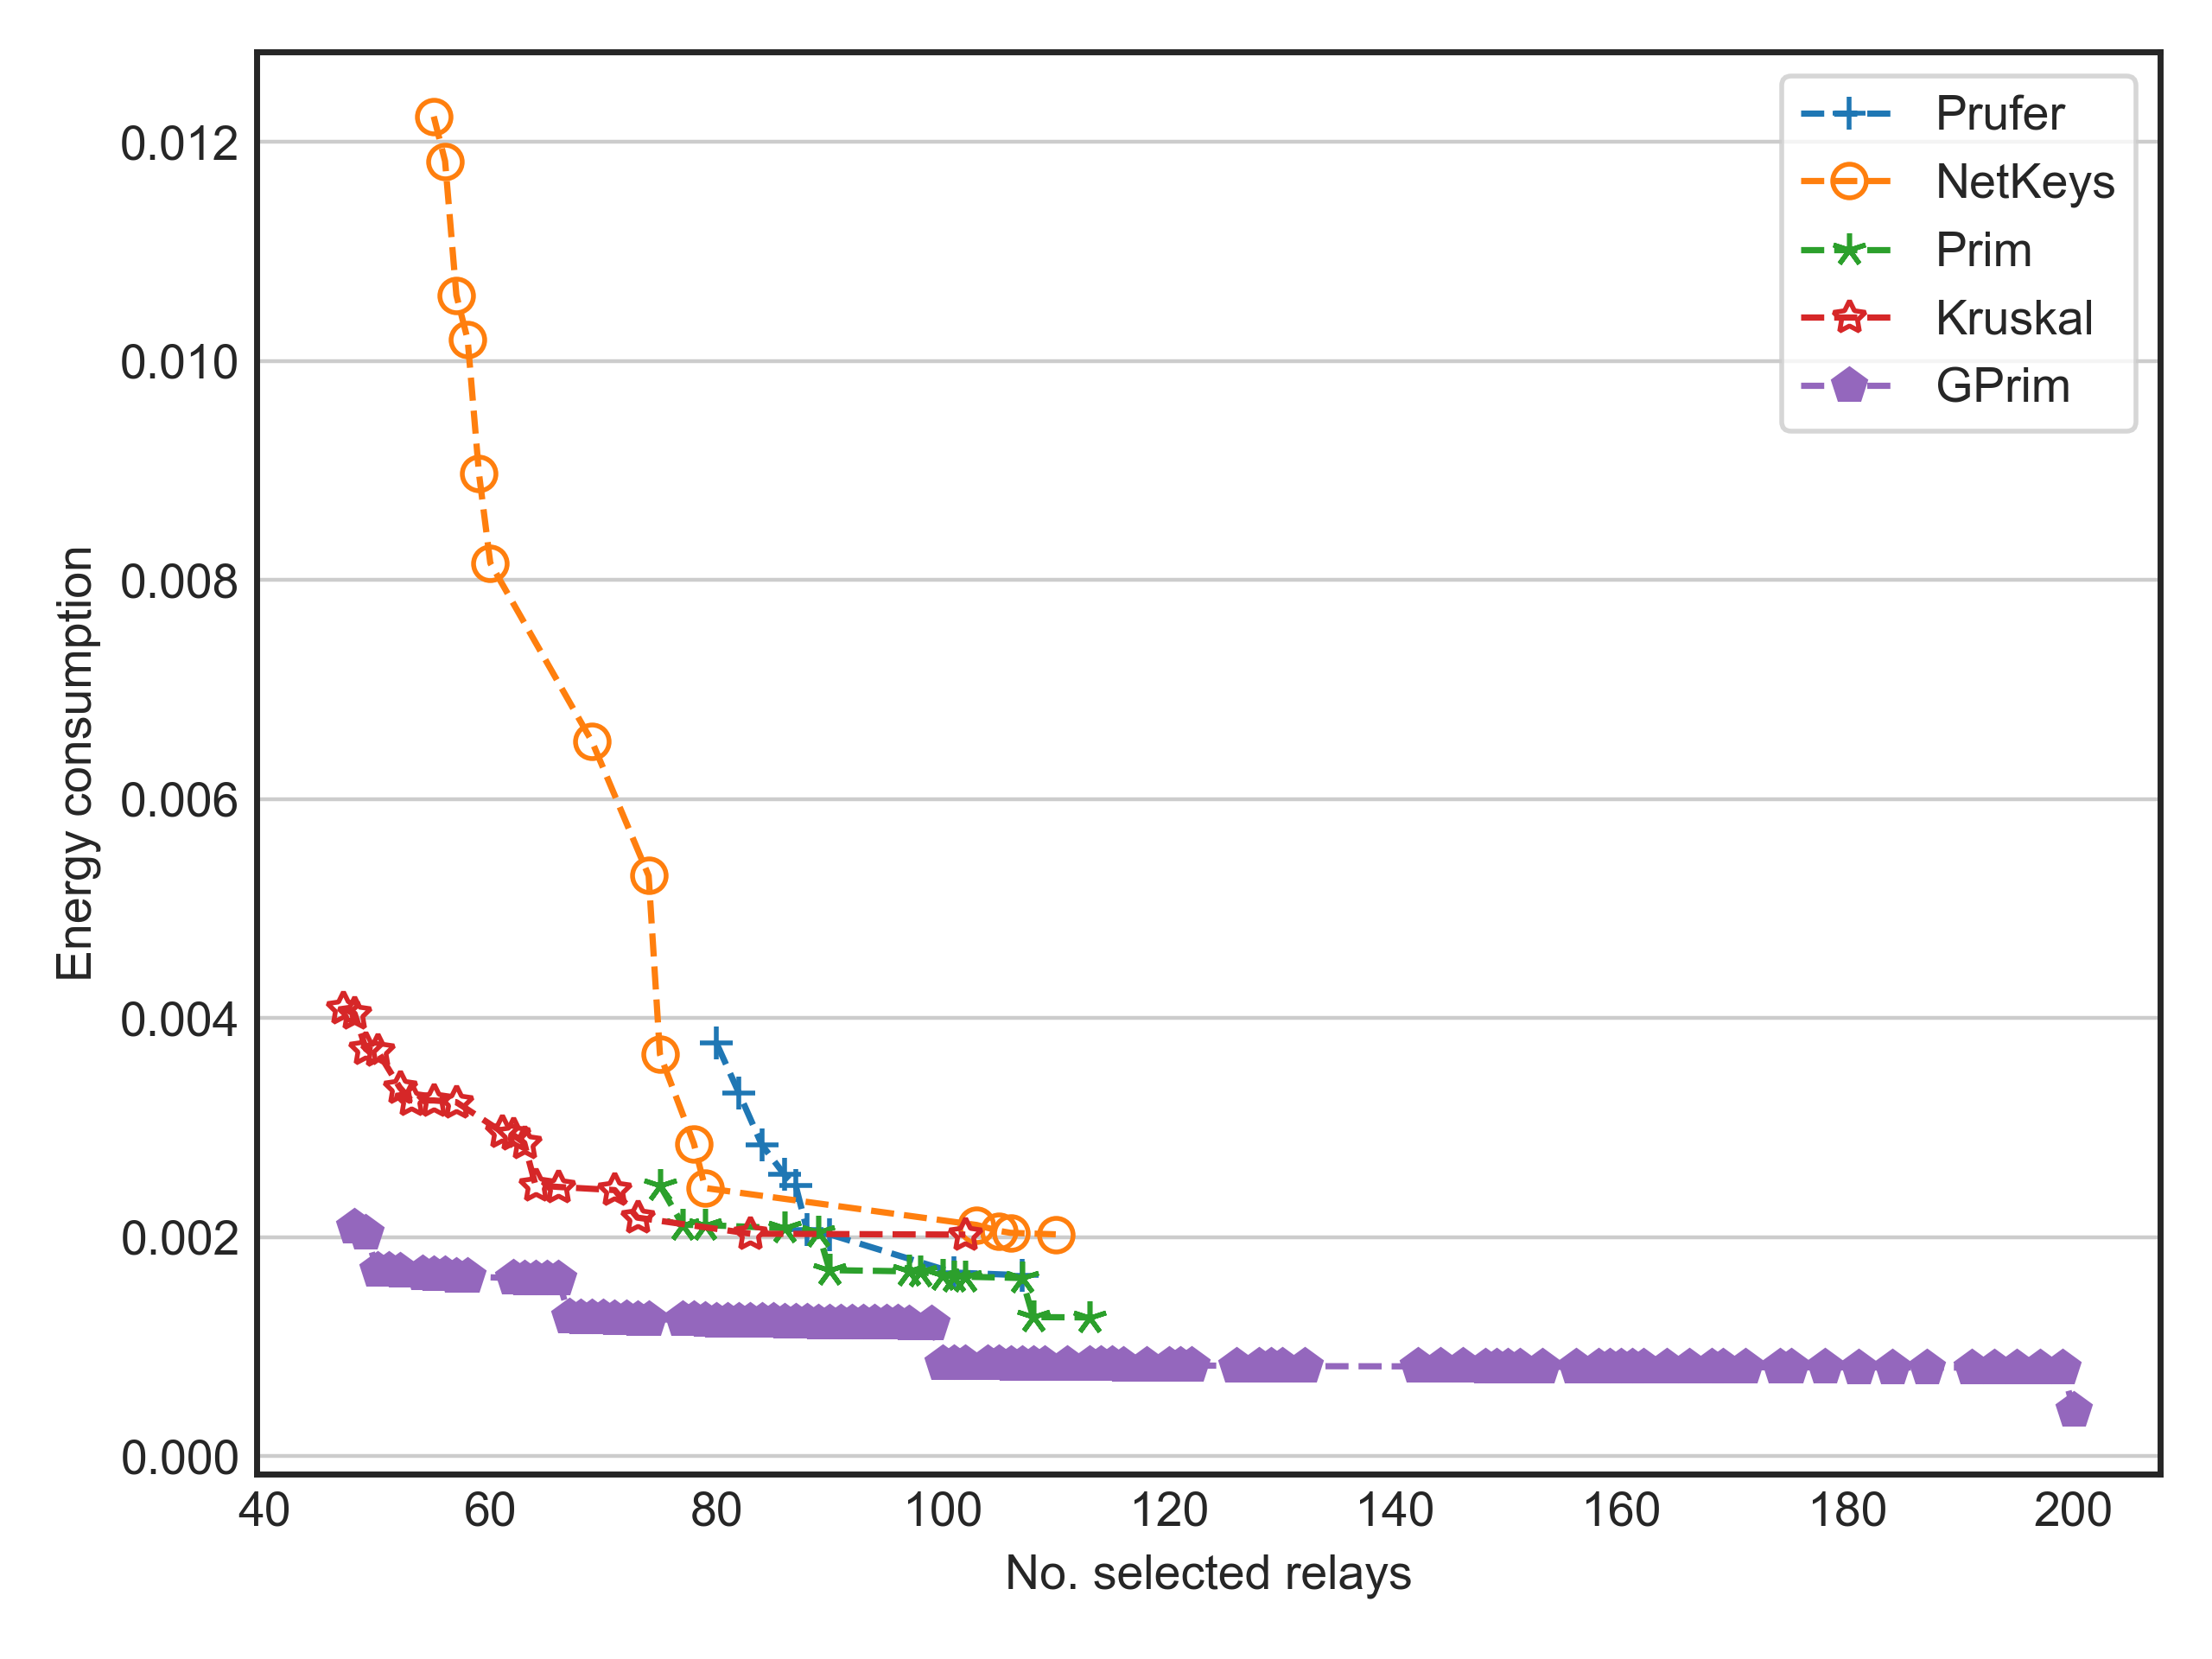 Prufer
NetKeys
Prim
Kruskal
GPrim
0.012
0.010
0.008
0.006
0.004
0.002
0.000
Energy consumption
40 60 80 100 120 140 160 180 200
No. selected relays